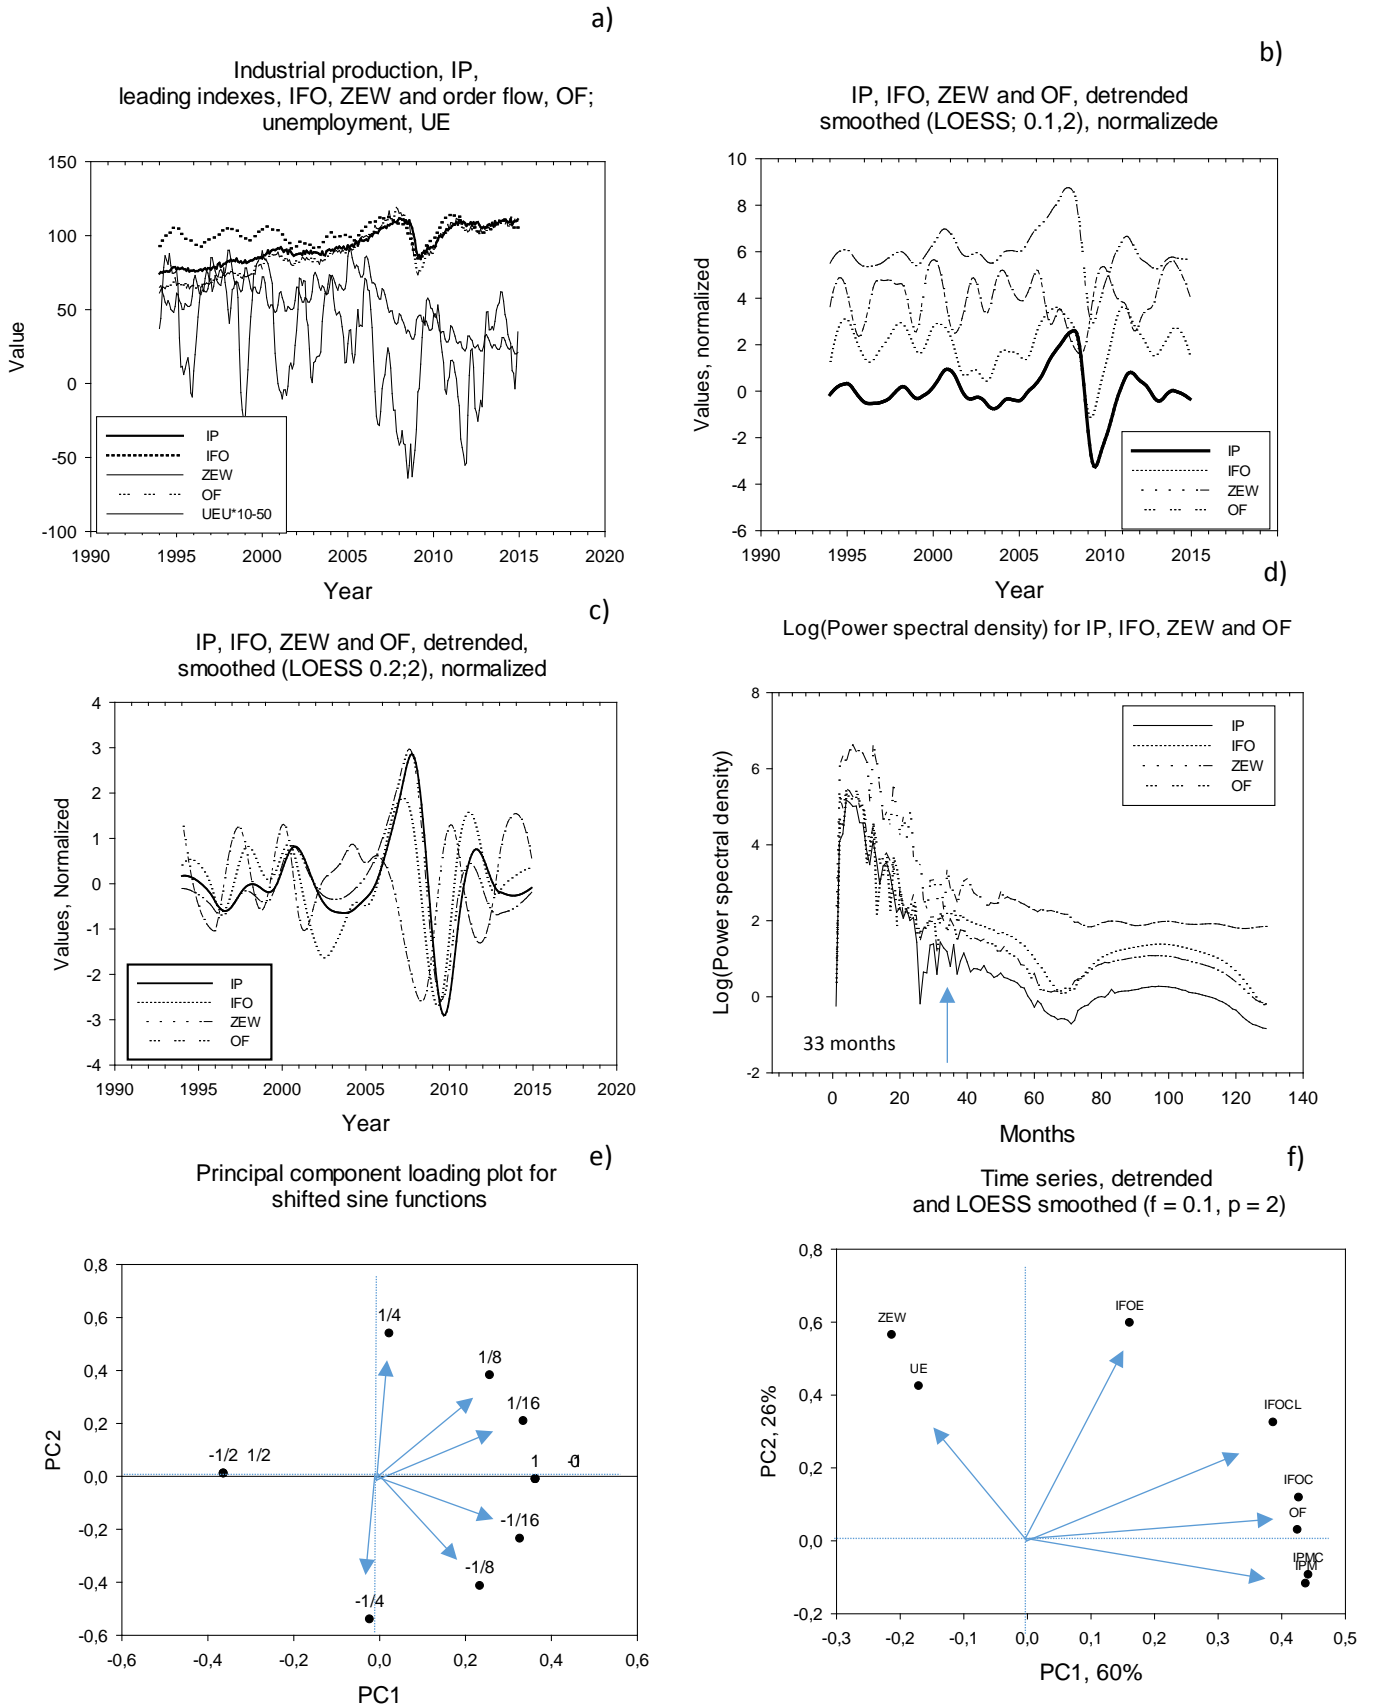 a)
Industrial production, IP,
leading indexes, IFO, ZEW and order flow, OF;
unemployment, UE
Value
150
100
50
0
-50
-100
IP
IFO
ZEW
OF
UEU*10-50
1990 1995 2000 2005 2010 2015 2020
Year
b)
IP, IFO, ZEW and OF, detrended
smoothed (LOESS; 0.1,2), normalizede
Values, normalized
10
8
6
4
2
0
-2
-4
-6
IP
IFO
ZEW
OF
1990 1995 2000 2005 2010 2015
Year
c)
IP, IFO, ZEW and OF, detrended,
smoothed (LOESS 0.2;2), normalized
Values, Normalized
4
3
2
1
0
-1
-2
-3
-4
IP
IFO
ZEW
OF
1990 1995 2000 2005 2010 2015 2020
Year
d)
Log(Power spectral density) for IP, IFO, ZEW and OF
Log(Power spectral density)
8
6
4
2
0
-2
IP
IFO
ZEW
OF
33 months
0 20 40 60 80 100 120 140
Months
e)
Principal component loading plot for
shifted sine functions
PC2
0,8
0,6
0,4
0,2
0,0
-0,2
-0,4
-0,6
1/4
1/8
1/16
-1/2 1/2
1
-1/16
-1/8
-1/4
-0,6 -0,4 -0,2 0,0 0,2 0,4 0,6
PC1
f)
Time series, detrended
and LOESS smoothed (f = 0.1, p = 2)
PC2, 26%
0,8
0,6
0,4
0,2
0,0
-0,2
ZEW
IFOE
UE
IFOCL
IFOC
OF
IPMC
IPM
-0,3 -0,2 -0,1 0,0 0,1 0,2 0,3 0,4 0,5
PC1, 60%